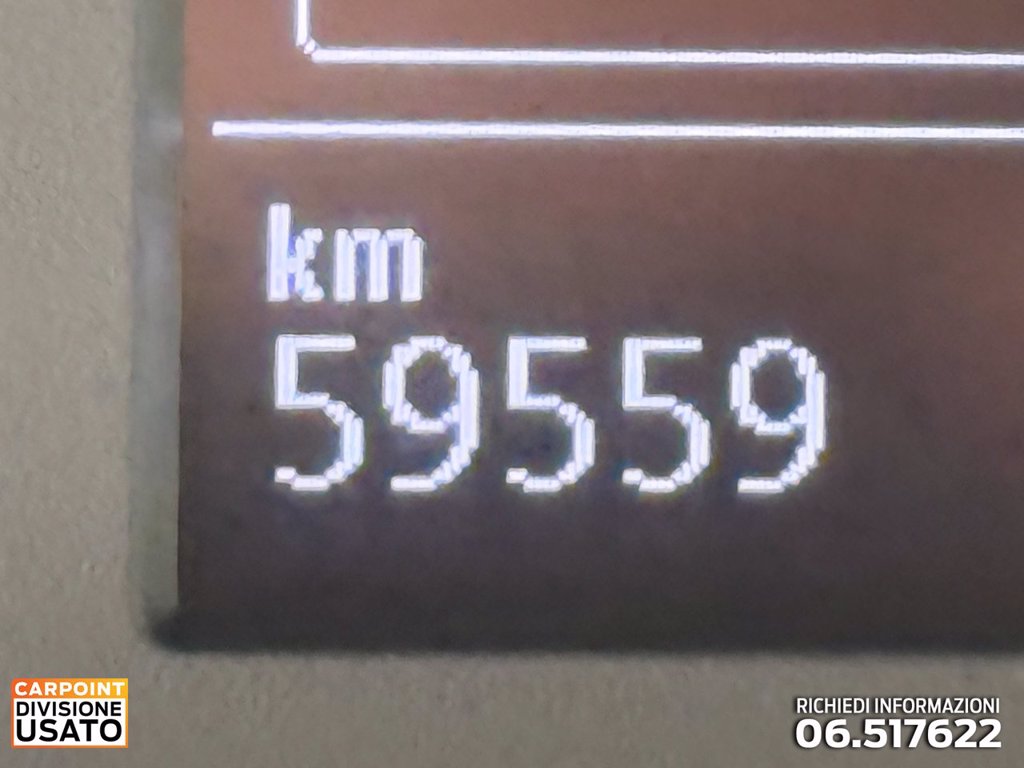 km
59559
CARPOINT
DIVISIONE
USATO
RICHIEDI INFORMAZIONI
06.517622